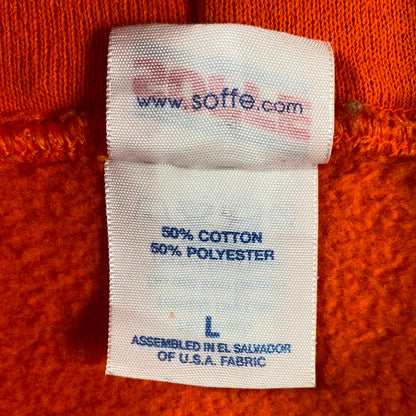 www.soffe.com
50% COTTON
50% POLYESTER
L
ASSEMBLED IN EL SALVADOR
OF U.S.A. FABRIC